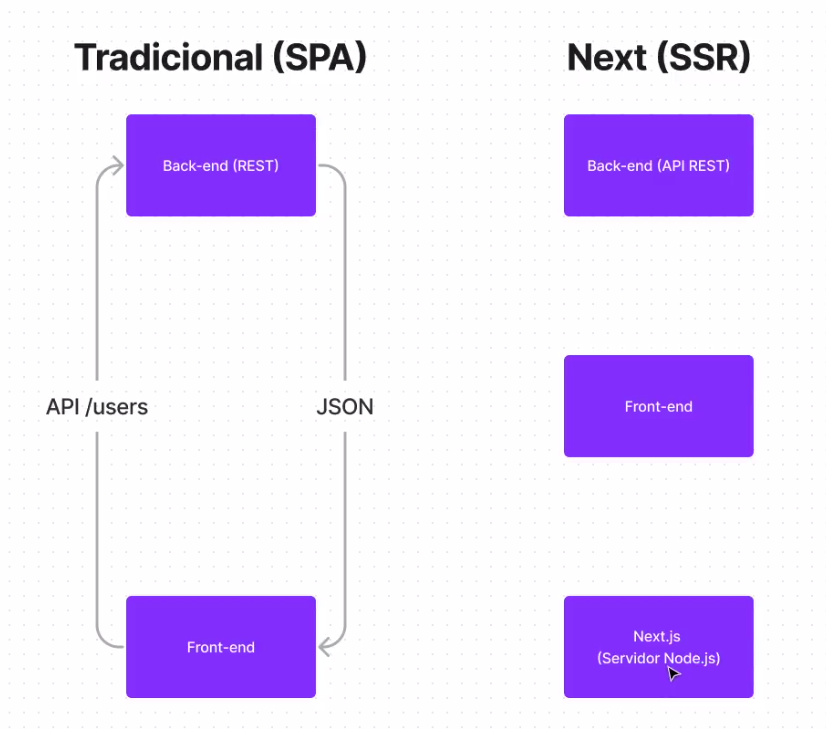 Tradicional (SPA)
Next (SSR)
Back-end (REST)
Back-end (API REST)
API /users
JSON
Front-end
Front-end
Next.js
(Servidor Node.js)